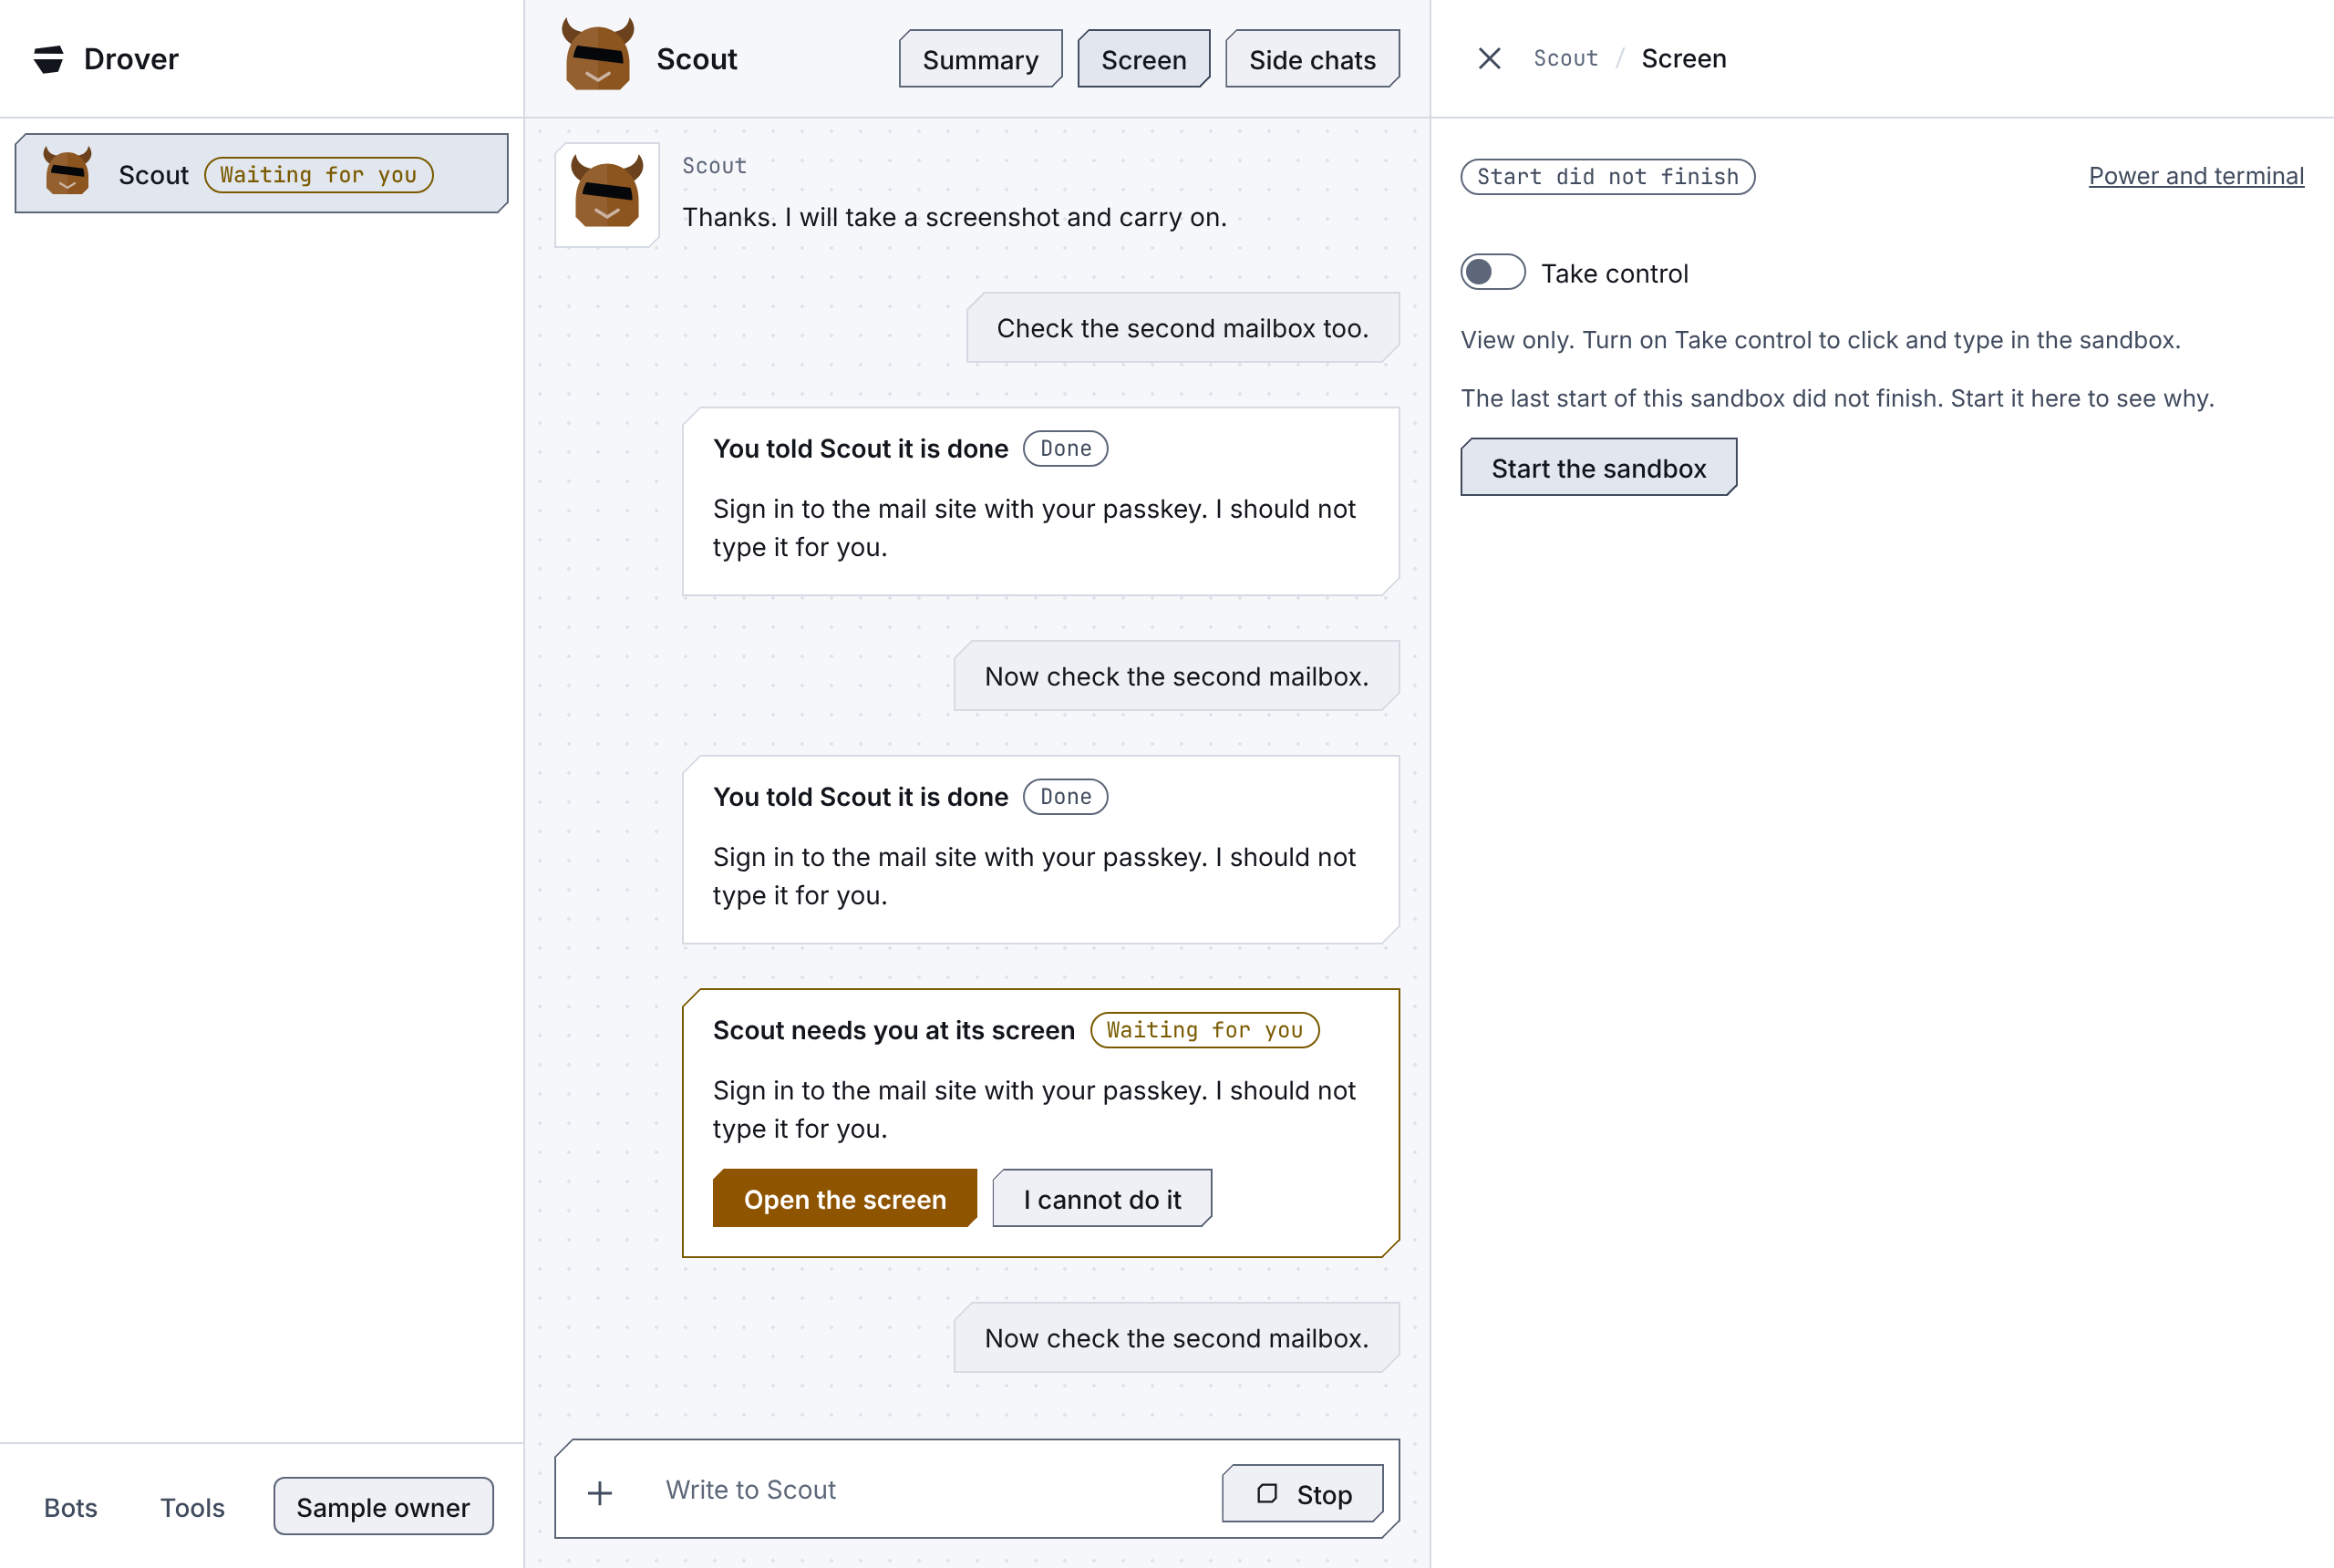 Drover
Scout Waiting for you
Bots Tools Sample owner
Scout Summary Screen Side chats
Scout
Thanks. I will take a screenshot and carry on.
Check the second mailbox too.
You told Scout it is done Done
Sign in to the mail site with your passkey. I should not
type it for you.
Now check the second mailbox.
You told Scout it is done Done
Sign in to the mail site with your passkey. I should not
type it for you.
Scout needs you at its screen Waiting for you
Sign in to the mail site with your passkey. I should not
type it for you.
Open the screen I cannot do it
Now check the second mailbox.
Write to Scout Stop
Scout / Screen
Start did not finish Power and terminal
Take control
View only. Turn on Take control to click and type in the sandbox.
The last start of this sandbox did not finish. Start it here to see why.
Start the sandbox